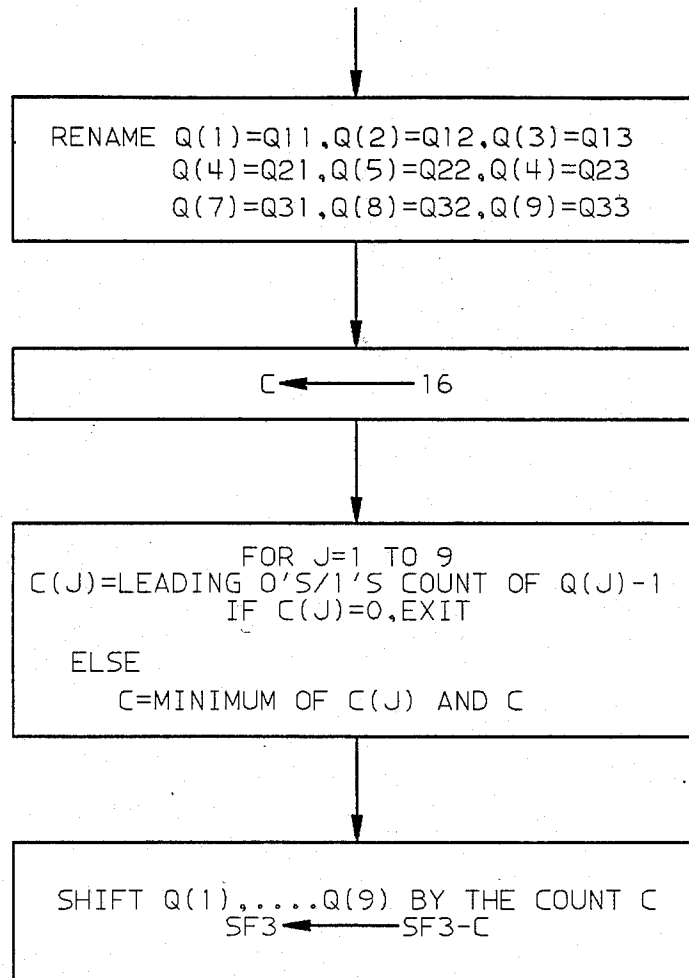 RENAME Q(1)=Q11,Q(2)=Q12,Q(3)=Q13
Q(4)=Q21,Q(5)=Q22,Q(4)=Q23
Q(7)=Q31,Q(8)=Q32,Q(9)=Q33
C 16
FOR J=1 TO 9
C(J)=LEADING 0'S/1'S COUNT OF Q(J)-1
IF C(J)=0,EXIT
ELSE
C=MINIMUM OF C(J) AND C
SHIFT Q(1),....Q(9) BY THE COUNT C
SF3 SF3-C